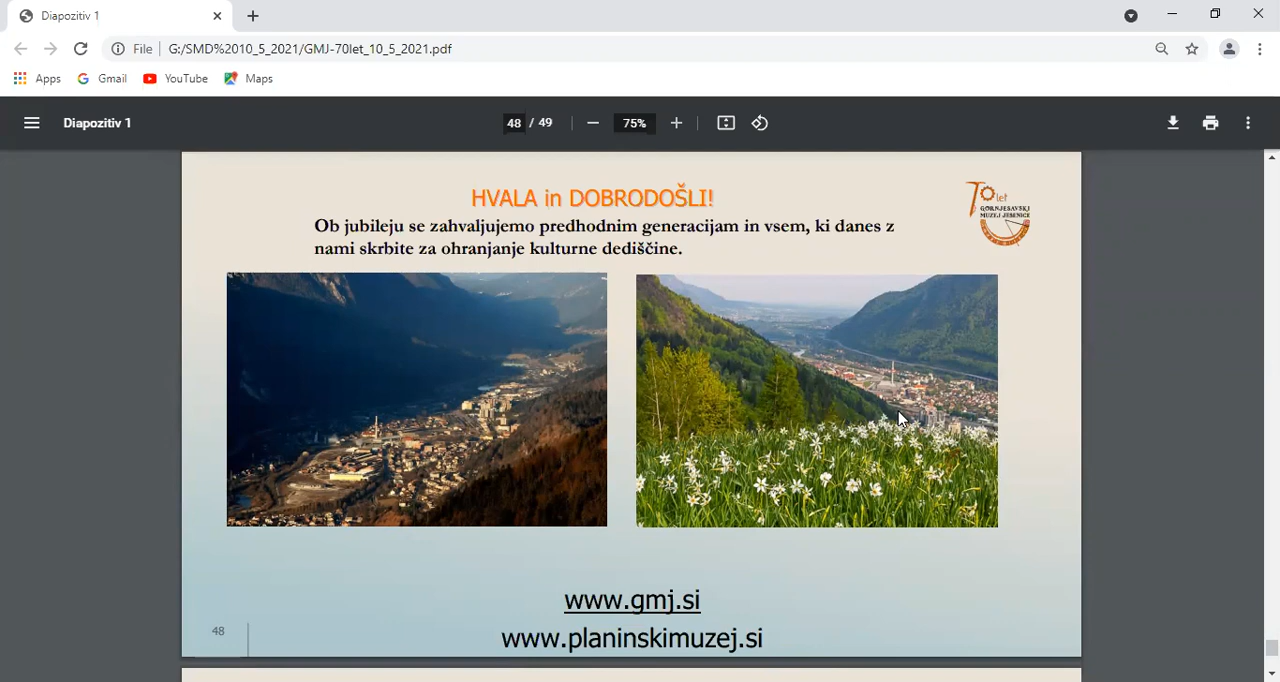 Diapozitiv 1
File
G:/SMD%2010_5_2021/GMJ-70let_10_5_2021.pdf
Apps
Gmail
YouTube
Maps
Diapozitiv 1
48 / 49
75%
HVALA in DOBRODOŠLI!
70 let
GORNJESAVSKI
MUZEJ JESENICE
Ob jubileju se zahvaljujemo predhodnim generacijam in vsem, ki danes z
nami skrbite za ohranjanje kulturne dediščine.
www.gmj.si
www.planinskimuzej.si
48